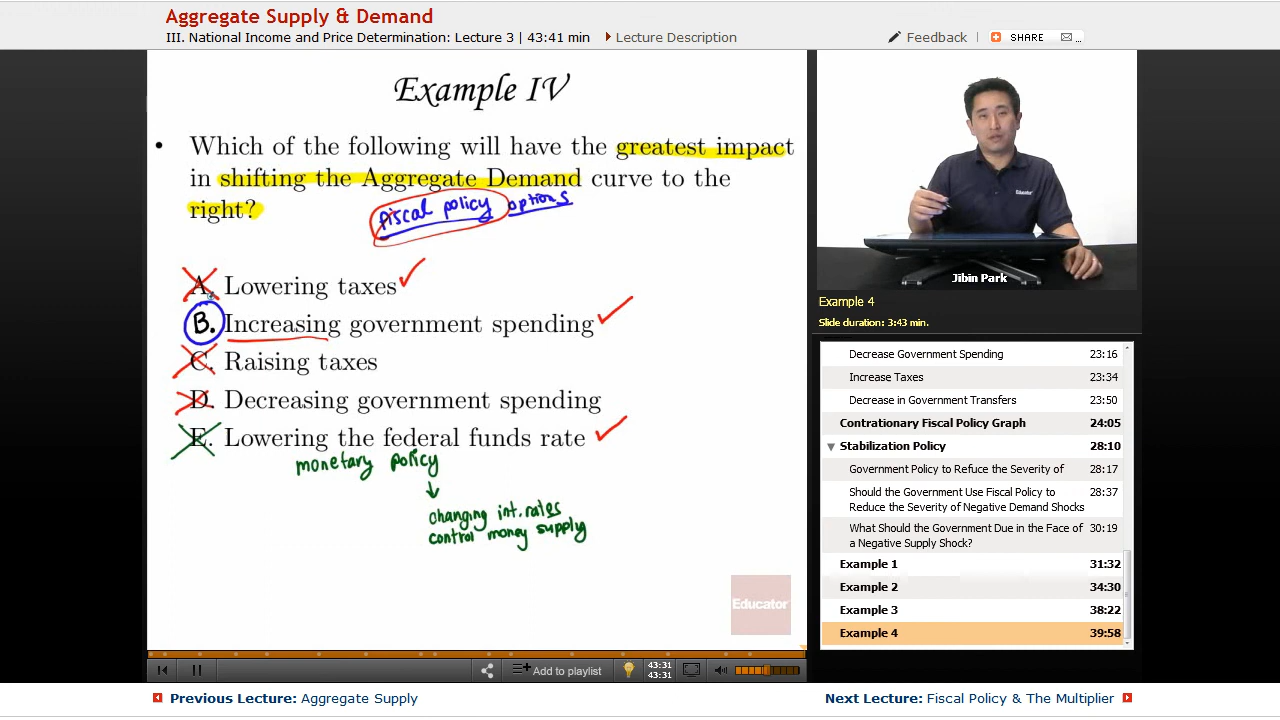 Aggregate Supply & Demand
III. National Income and Price Determination: Lecture 3 | 43:41 min
Lecture Description
Feedback
SHARE
Example IV
• Which of the following will have the greatest impact
in shifting the Aggregate Demand curve to the
right?
fiscal policy options
A. Lowering taxes
B. Increasing government spending
C. Raising taxes
D. Decreasing government spending
E. Lowering the federal funds rate
monetary policy
changing int. rates
control money supply
Educator
43:31
43:31
Add to playlist
Educator
Jibin Park
Example 4
Slide duration: 3:43 min.
Decrease Government Spending 23:16
Increase Taxes 23:34
Decrease in Government Transfers 23:50
Contrationary Fiscal Policy Graph 24:05
Stabilization Policy 28:10
Government Policy to Refuce the Severity of 28:17
Should the Government Use Fiscal Policy to 28:37
Reduce the Severity of Negative Demand Shocks
What Should the Government Due in the Face of 30:19
a Negative Supply Shock?
Example 1 31:32
Example 2 34:30
Example 3 38:22
Example 4 39:58
Previous Lecture: Aggregate Supply
Next Lecture: Fiscal Policy & The Multiplier